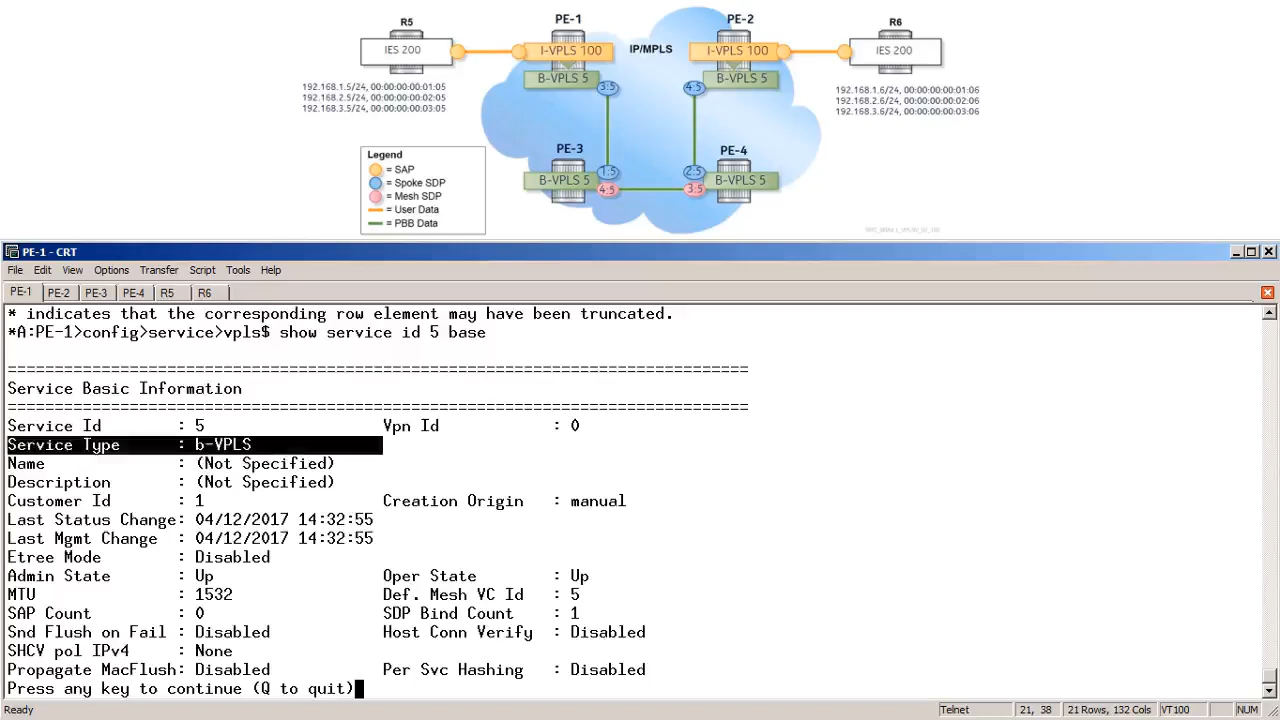 PE-1
PE-2
R5
R6
IES 200
I-VPLS 100
IP/MPLS
I-VPLS 100
IES 200
B-VPLS 5
B-VPLS 5
3:5
4:5
192.168.1.5/24, 00:00:00:00:01:05
192.168.2.5/24, 00:00:00:00:02:05
192.168.3.5/24, 00:00:00:00:03:05
192.168.1.6/24, 00:00:00:00:01:06
192.168.2.6/24, 00:00:00:00:02:06
192.168.3.6/24, 00:00:00:00:03:06
PE-3
PE-4
B-VPLS 5
1:5
2:5
B-VPLS 5
4:5
3:5
Legend
= SAP
= Spoke SDP
= Mesh SDP
= User Data
= PBB Data
PE-1 - CRT
File Edit View Options Transfer Script Tools Help
PE-1 PE-2 PE-3 PE-4 R5 R6
* indicates that the corresponding row element may have been truncated.
*A:PE-1>config>service>vpls$ show service id 5 base
===============================================================================
Service Basic Information
===============================================================================
Service Id : 5 Vpn Id : 0
Service Type : b-VPLS
Name : (Not Specified)
Description : (Not Specified)
Customer Id : 1 Creation Origin : manual
Last Status Change: 04/12/2017 14:32:55
Last Mgmt Change : 04/12/2017 14:32:55
Etree Mode : Disabled
Admin State : Up Oper State : Up
MTU : 1532 Def. Mesh VC Id : 5
SAP Count : 0 SDP Bind Count : 1
Snd Flush on Fail : Disabled Host Conn Verify : Disabled
SHCV pol IPv4 : None
Propagate MacFlush: Disabled Per Svc Hashing : Disabled
Press any key to continue (Q to quit)
Ready Telnet 21, 38 21 Rows, 132 Cols VT100 NUM